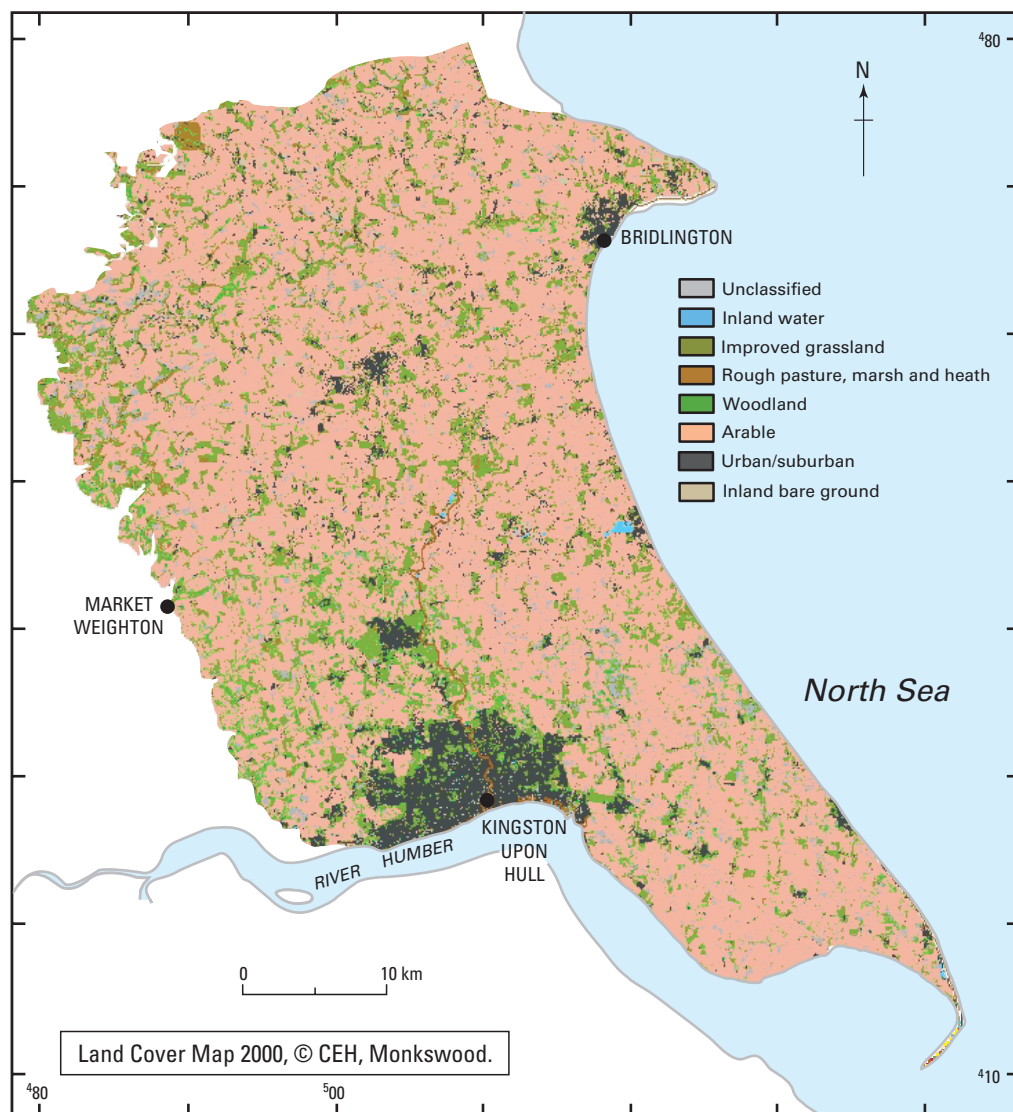 ⁴80
N
BRIDLINGTON
Unclassified
Inland water
Improved grassland
Rough pasture, marsh and heath
Woodland
Arable
Urban/suburban
Inland bare ground
MARKET
WEIGHTON
North Sea
KINGSTON
UPON
HULL
RIVER HUMBER
0 10 km
Land Cover Map 2000, © CEH, Monkswood.
⁴10
⁴80 ⁵00